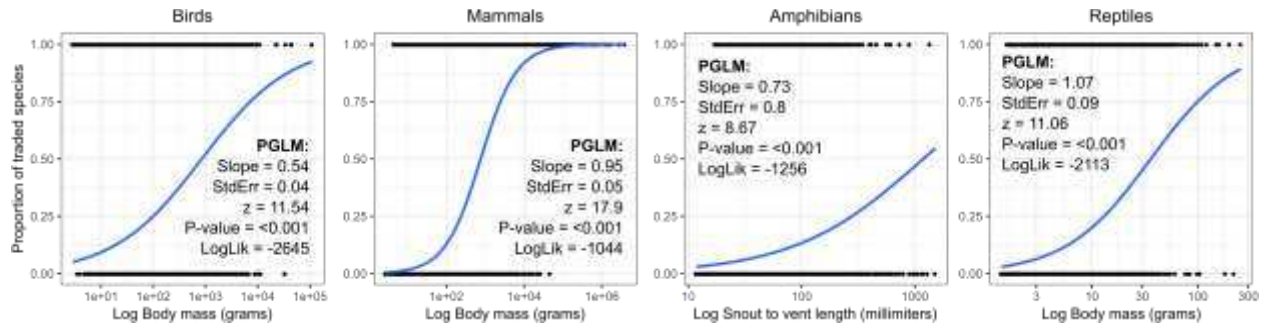 Birds
Mammals
Amphibians
Reptiles
Proportion of traded species
1.00
0.75
0.50
0.25
0.00
PGLM:
Slope = 0.54
StdErr = 0.04
z = 11.54
P-value = <0.001
LogLik = -2645
1e+01 1e+02 1e+03 1e+04 1e+05
Log Body mass (grams)
1.00
0.75
0.50
0.25
0.00
PGLM:
Slope = 0.95
StdErr = 0.05
z = 17.9
P-value = <0.001
LogLik = -1044
1e+02 1e+04 1e+06
Log Body mass (grams)
1.00
0.75
0.50
0.25
0.00
PGLM:
Slope = 0.73
StdErr = 0.8
z = 8.67
P-value = <0.001
LogLik = -1256
10 100 1000
Log Snout to vent length (millimiters)
1.00
0.75
0.50
0.25
0.00
PGLM:
Slope = 1.07
StdErr = 0.09
z = 11.06
P-value = <0.001
LogLik = -2113
3 10 30 100 300
Log Body mass (grams)